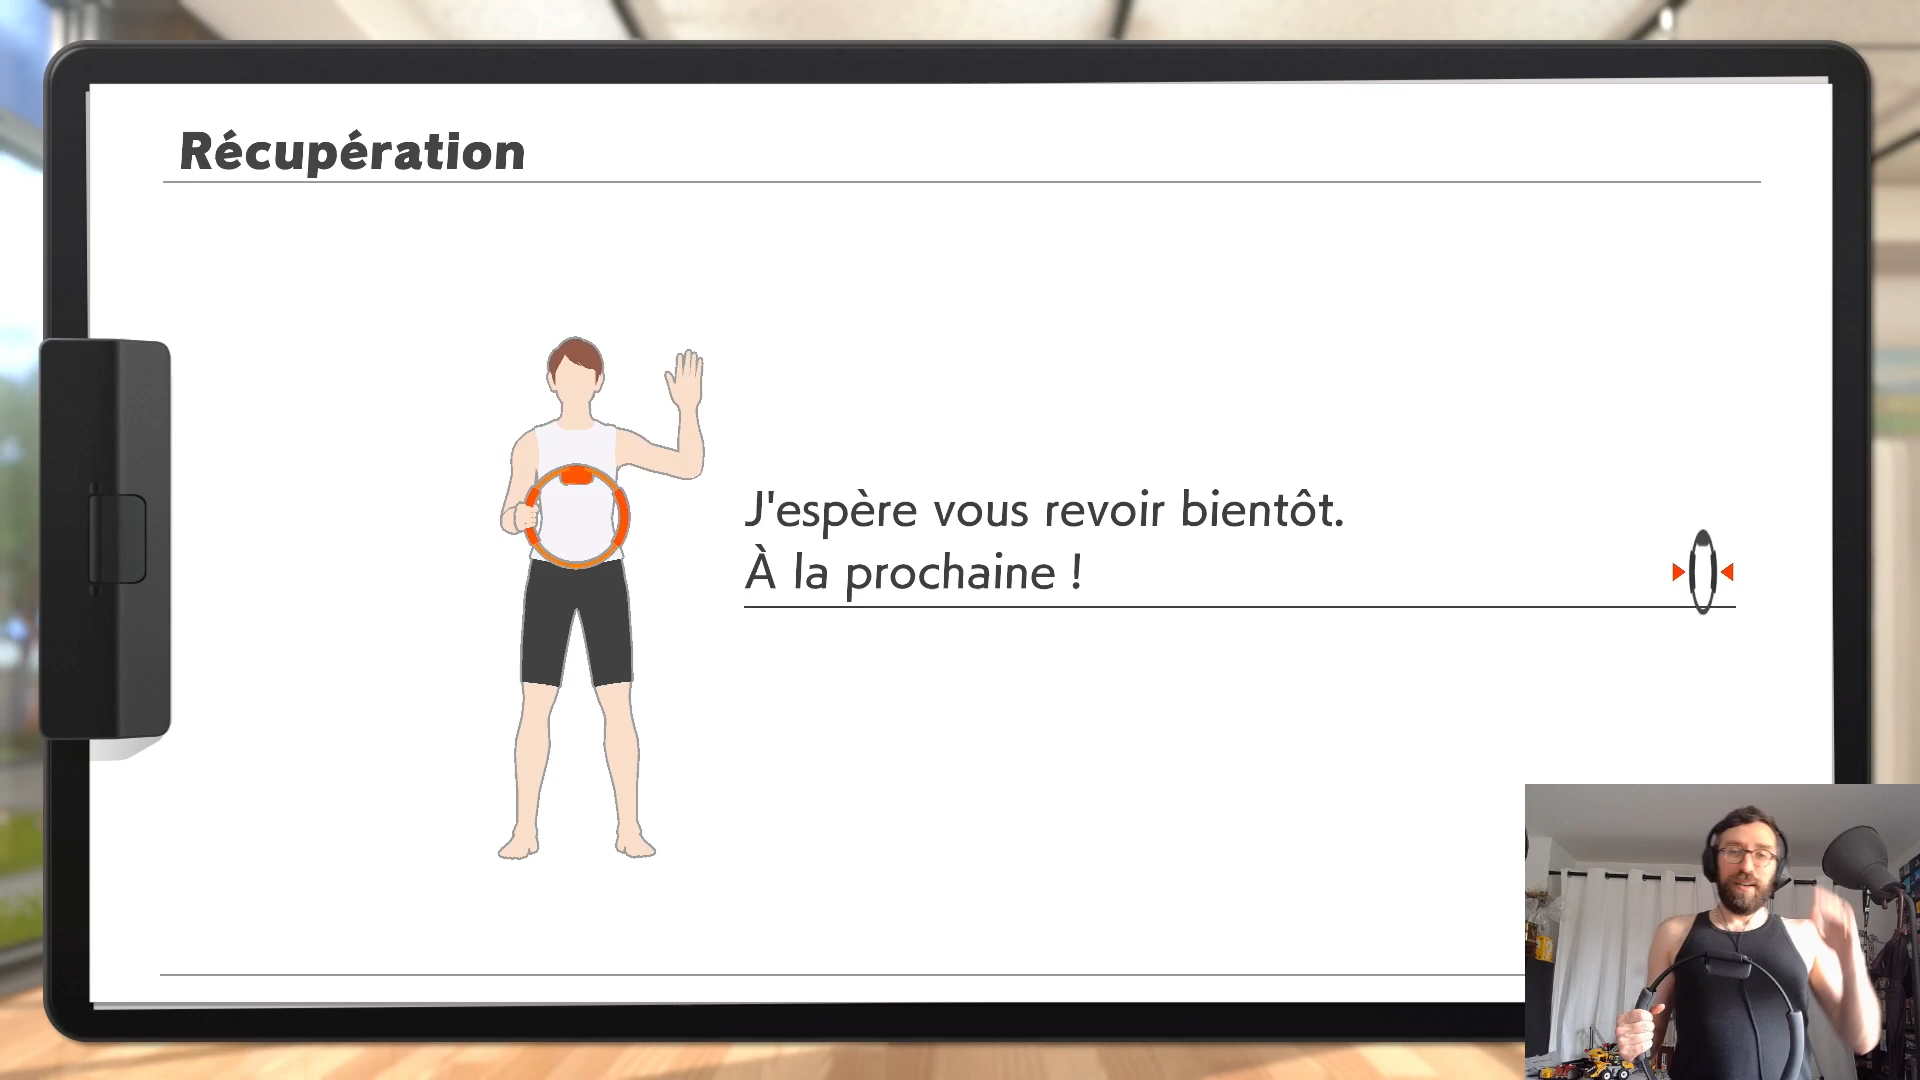 Récupération
J'espère vous revoir bientôt.
À la prochaine !